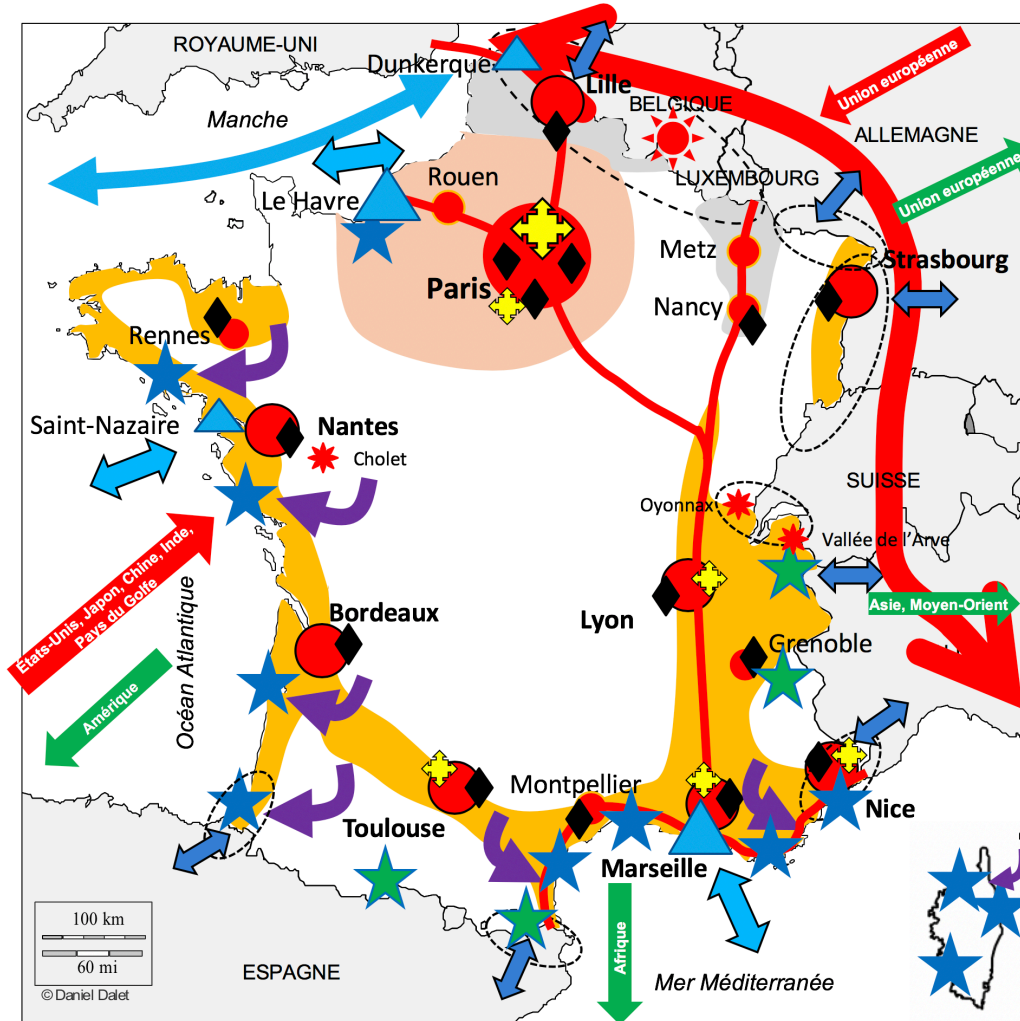 ROYAUME-UNI
Dunkerque
Lille
Union européenne
BELGIQUE
Manche
ALLEMAGNE
LUXEMBOURG
Rouen
Le Havre
Union européenne
Metz
Strasbourg
Paris
Nancy
Rennes
Saint-Nazaire
Nantes
Cholet
SUISSE
Oyonnax
Vallée de l'Arve
États-Unis, Japon, Chine, Inde,
Pays du Golfe
Océan Atlantique
Bordeaux
Lyon
Asie, Moyen-Orient
Grenoble
Amérique
Montpellier
Toulouse
Nice
Marseille
100 km
60 mi
© Daniel Dalet
ESPAGNE
Afrique
Mer Méditerranée